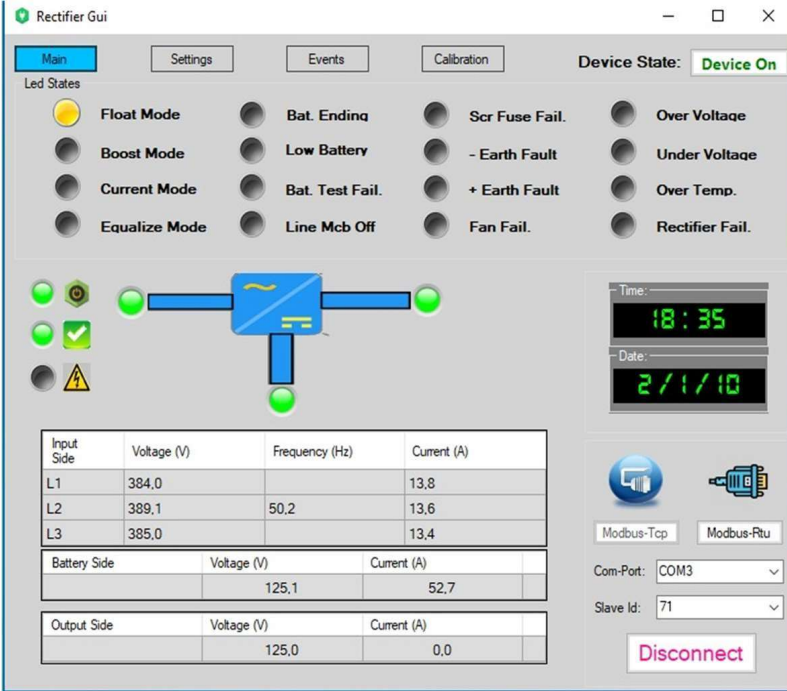 Rectifier Gui
Main Settings Events Calibration Device State: Device On
Led States
Float Mode Bat. Ending Scr Fuse Fail. Over Voltage
Boost Mode Low Battery - Earth Fault Under Voltage
Current Mode Bat. Test Fail. + Earth Fault Over Temp.
Equalize Mode Line Mcb Off Fan Fail. Rectifier Fail.
Time:
18:35
Date:
2/1/10
Input Side Voltage (V) Frequency (Hz) Current (A)
L1 384,0 13,8
L2 389,1 50,2 13,6
L3 385,0 13,4
Battery Side Voltage (V) Current (A)
125,1 52,7
Output Side Voltage (V) Current (A)
125,0 0,0
Modbus-Tcp Modbus-Rtu
Com-Port: COM3
Slave Id: 71
Disconnect